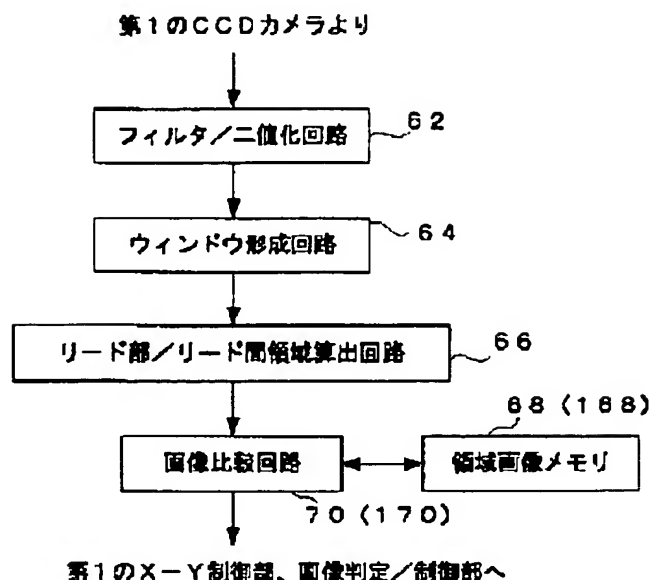 第1のCCDカメラより
フィルタ/二値化回路
62
ウィンドウ形成回路
64
リード部/リード間領域算出回路
66
68(168)
画像比較回路
領域画像メモリ
70(170)
第1のX-Y制御部、画像判定/制御部へ